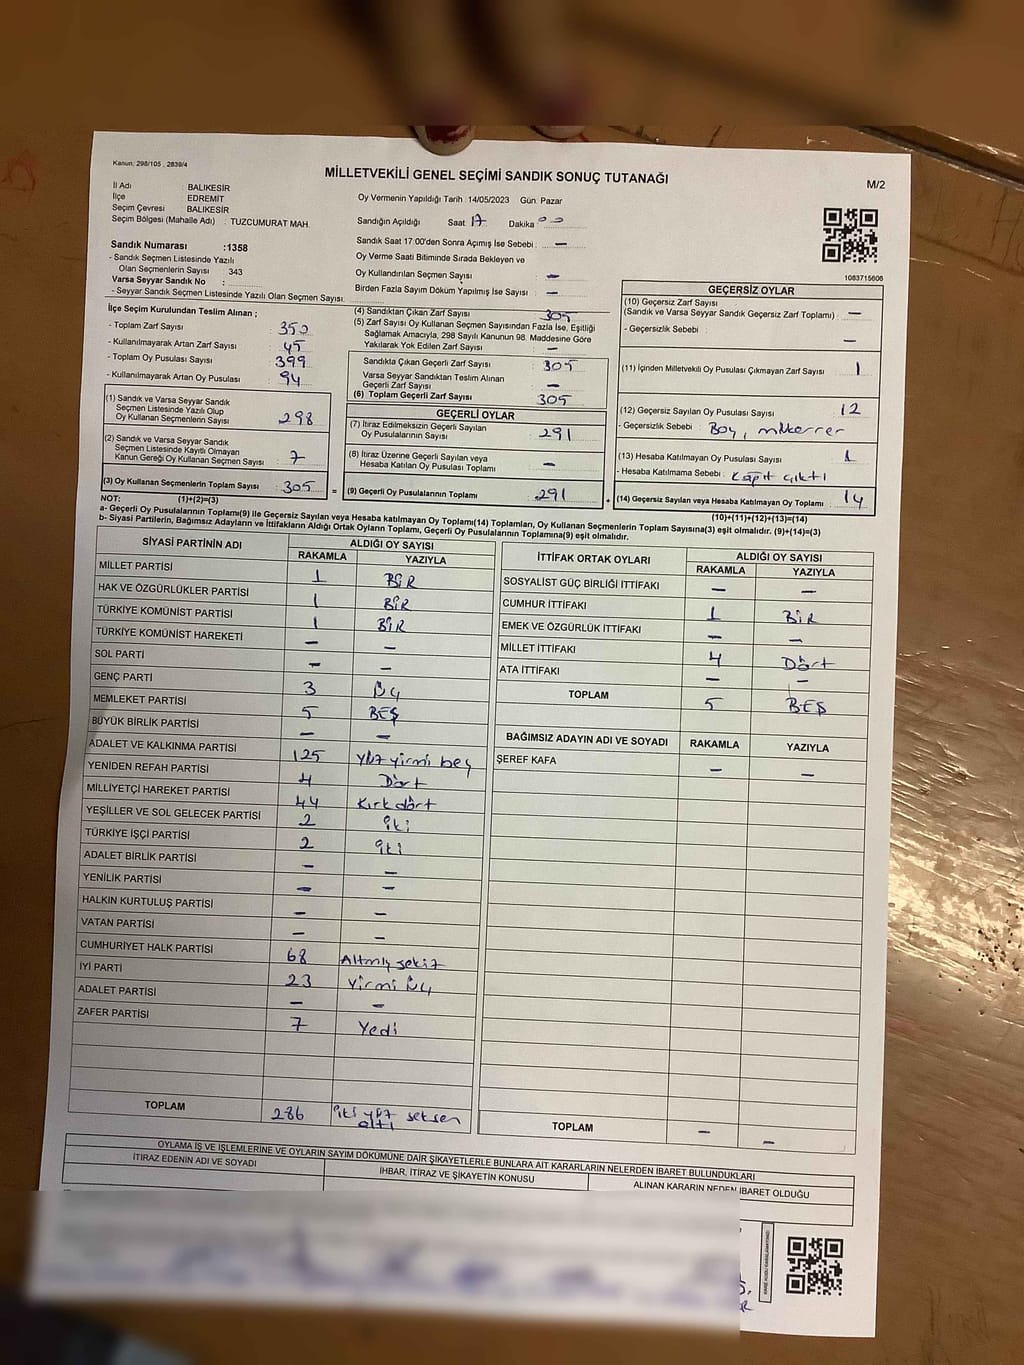 Kanun: 298/105 , 2839/4
MİLLETVEKİLİ GENEL SEÇİMİ SANDIK SONUÇ TUTANAĞI
M/2
İl Adı : BALIKESİR
İlçe EDREMİT
Seçim Çevresi BALIKESİR
Seçim Bölgesi (Mahalle Adı) : TUZCUMURAT MAH.
Sandık Numarası :1358
- Sandık Seçmen Listesinde Yazılı
Olan Seçmenlerin Sayısı : 343
Varsa Seyyar Sandık No :
- Seyyar Sandık Seçmen Listesinde Yazılı Olan Seçmen Sayısı:
Oy Vermenin Yapıldığı Tarih :14/05/2023 Gün: Pazar
Sandığın Açıldığı Saat 17 Dakika 00
Sandık Saat 17:00'den Sonra Açımış İse Sebebi : —
Oy Verme Saati Bitiminde Sırada Bekleyen ve
Oy Kullandırılan Seçmen Sayısı : —
Birden Fazla Sayım Döküm Yapılmış İse Sayısı : —
1083715606
İlçe Seçim Kurulundan Teslim Alınan ;
- Toplam Zarf Sayısı : 350
- Kullanılmayarak Artan Zarf Sayısı : 45
- Toplam Oy Pusulası Sayısı : 399
- Kullanılmayarak Artan Oy Pusulası : 94
(1) Sandık ve Varsa Seyyar Sandık
Seçmen Listesinde Yazılı Olup
Oy Kullanan Seçmenlerin Sayısı : 298
(2) Sandık ve Varsa Seyyar Sandık
Seçmen Listesinde Kayıtlı Olmayan
Kanun Gereği Oy Kullanan Seçmen Sayısı : 7
(3) Oy Kullanan Seçmenlerin Toplam Sayısı : 305
(4) Sandıktan Çıkan Zarf Sayısı : 305
(5) Zarf Sayısı Oy Kullanan Seçmen Sayısından Fazla İse, Eşitliği
Sağlamak Amacıyla, 298 Sayılı Kanunun 98. Maddesine Göre
Yakılarak Yok Edilen Zarf Sayısı : —
Sandıkta Çıkan Geçerli Zarf Sayısı : 305
Varsa Seyyar Sandıktan Teslim Alınan
Geçerli Zarf Sayısı : —
(6) Toplam Geçerli Zarf Sayısı : 305
GEÇERLİ OYLAR
(7) İtiraz Edilmeksizin Geçerli Sayılan
Oy Pusulalarının Sayısı : 291
(8) İtiraz Üzerine Geçerli Sayılan veya
Hesaba Katılan Oy Pusulası Toplamı : —
= (9) Geçerli Oy Pusulalarının Toplamı : 291
GEÇERSİZ OYLAR
(10) Geçersiz Zarf Sayısı
(Sandık ve Varsa Seyyar Sandık Geçersiz Zarf Toplamı) : —
- Geçersizlik Sebebi :
—
(11) İçinden Milletvekili Oy Pusulası Çıkmayan Zarf Sayısı : 1
(12) Geçersiz Sayılan Oy Pusulası Sayısı : 12
- Geçersizlik Sebebi : Boş, mükerrer
(13) Hesaba Katılmayan Oy Pusulası Sayısı : 1
- Hesaba Katılmama Sebebi : çıktı
+ (14) Geçersiz Sayılan veya Hesaba Katılmayan Oy Toplamı : 14
NOT: (1)+(2)=(3)
(10)+(11)+(12)+(13)=(14)
a- Geçerli Oy Pusulalarının Toplamı(9) ile Geçersiz Sayılan veya Hesaba katılmayan Oy Toplamı(14) Toplamları, Oy Kullanan Seçmenlerin Toplam Sayısına(3) eşit olmalıdır. (9)+(14)=(3)
b- Siyasi Partilerin, Bağımsız Adayların ve İttifakların Aldığı Ortak Oyların Toplamı, Geçerli Oy Pusulalarının Toplamına(9) eşit olmalıdır.
SİYASİ PARTİNİN ADI ALDIĞI OY SAYISI
RAKAMLA YAZIYLA
MİLLET PARTİSİ 1 BİR
HAK VE ÖZGÜRLÜKLER PARTİSİ 1 BİR
TÜRKİYE KOMÜNİST PARTİSİ 1 BİR
TÜRKİYE KOMÜNİST HAREKETİ — —
SOL PARTİ — —
GENÇ PARTİ 3 Üç
MEMLEKET PARTİSİ 5 BEŞ
BÜYÜK BİRLİK PARTİSİ — —
ADALET VE KALKINMA PARTİSİ 125 yüz yirmi beş
YENİDEN REFAH PARTİSİ 4 Dört
MİLLİYETÇİ HAREKET PARTİSİ 44 Kırk dört
YEŞİLLER VE SOL GELECEK PARTİSİ 2 iki
TÜRKİYE İŞÇİ PARTİSİ 2 iki
ADALET BİRLİK PARTİSİ — —
YENİLİK PARTİSİ — —
HALKIN KURTULUŞ PARTİSİ — —
VATAN PARTİSİ — —
CUMHURİYET HALK PARTİSİ 68 Altmış sekiz
İYİ PARTİ 23 Yirmi üç
ADALET PARTİSİ — —
ZAFER PARTİSİ 7 Yedi
TOPLAM 286 iki yüz seksen
altı
İTTİFAK ORTAK OYLARI ALDIĞI OY SAYISI
RAKAMLA YAZIYLA
SOSYALİST GÜÇ BİRLİĞİ İTTİFAKI — —
CUMHUR İTTİFAKI 1 BİR
EMEK VE ÖZGÜRLÜK İTTİFAKI — —
MİLLET İTTİFAKI 4 Dört
ATA İTTİFAKI — —
TOPLAM 5 BEŞ
BAĞIMSIZ ADAYIN ADI VE SOYADI RAKAMLA YAZIYLA
ŞEREF KAFA — —
TOPLAM — —
OYLAMA İŞ VE İŞLEMLERİNE VE OYLARIN SAYIM DÖKÜMÜNE DAİR ŞİKAYETLERLE BUNLARA AİT KARARLARIN NELERDEN İBARET BULUNDUKLARI
İTİRAZ EDENİN ADI VE SOYADI İHBAR, İTİRAZ VE ŞİKAYETİN KONUSU ALINAN KARARIN NEDEN İBARET OLDUĞU